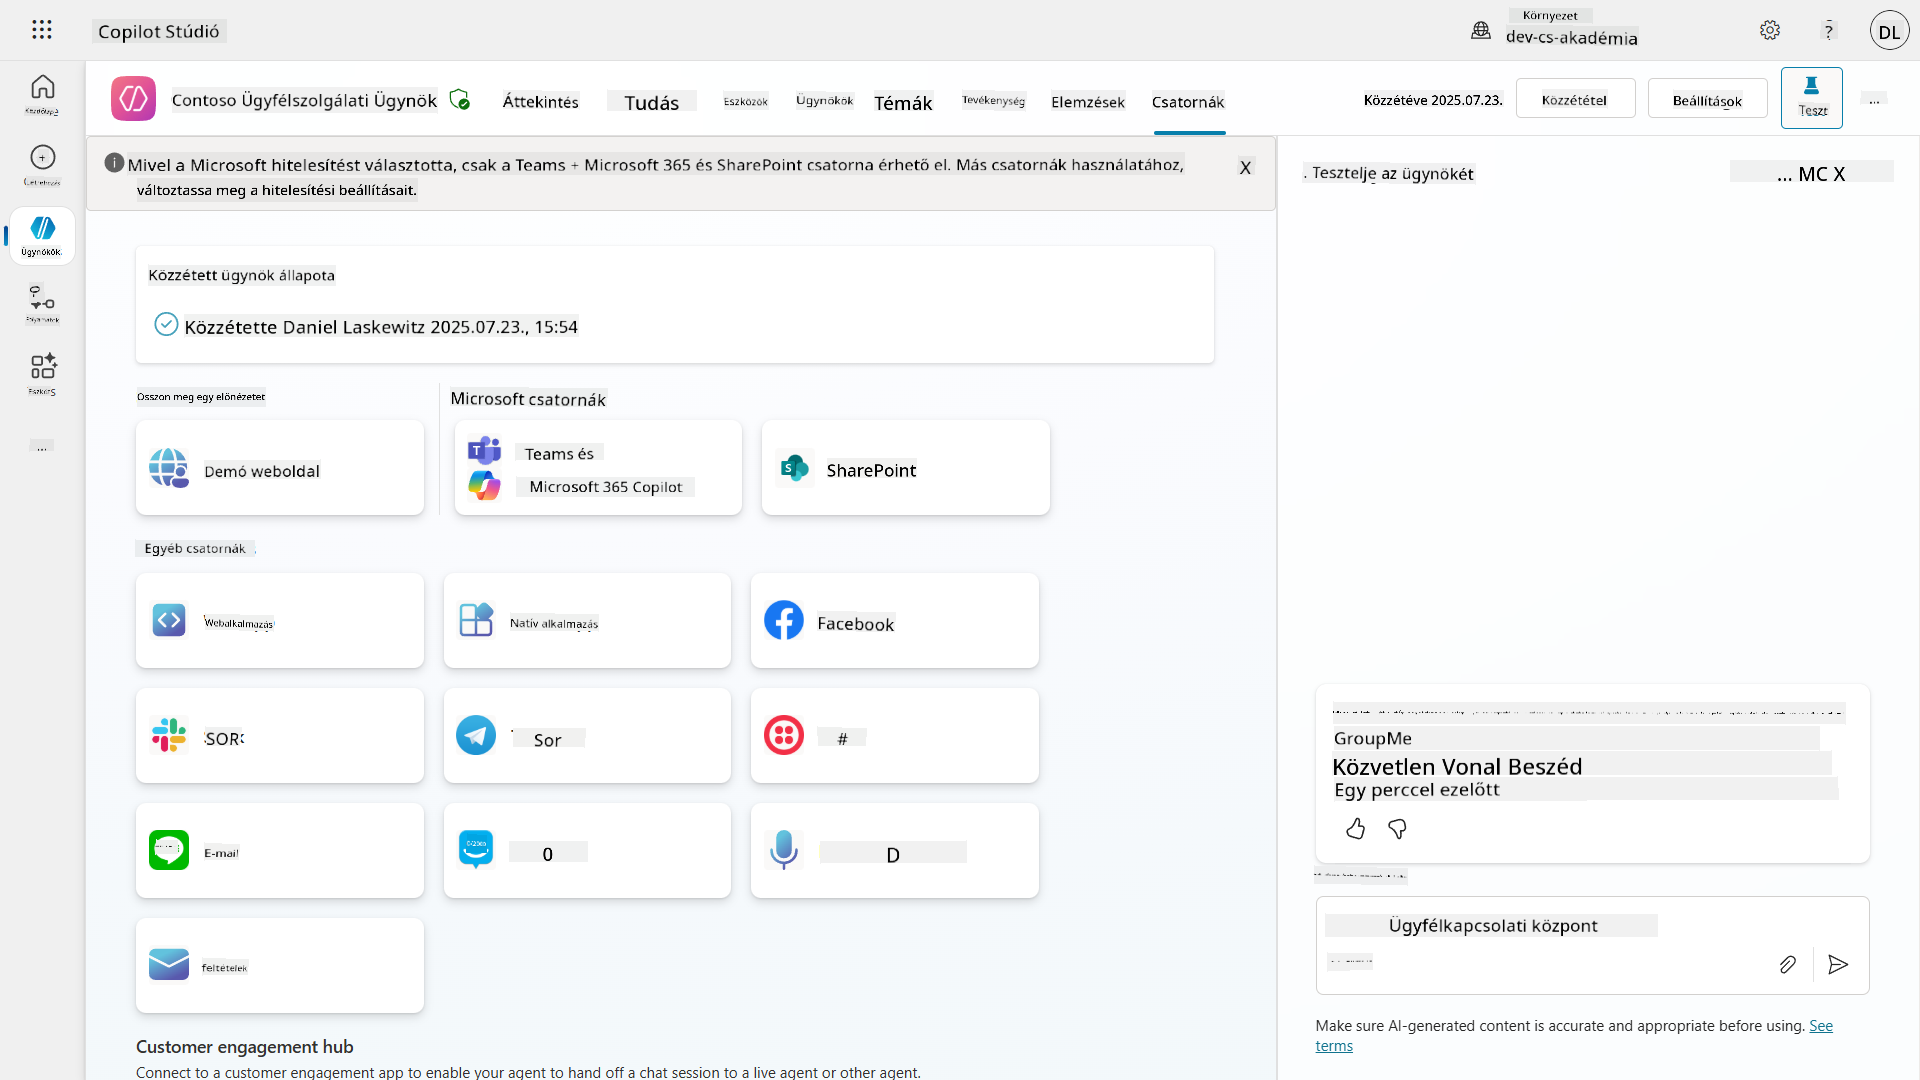 Copilot Stúdió
Környezet
dev-cs-akadémia
?
DL
Contoso Ügyfélszolgálati Ügynök
Áttekintés
Tudás
Eszközök
Ügynökök
Témák
Tevékenység
Elemzések
Csatornák
Közzétéve 2025.07.23.
Közzététel
Beállítások
Teszt
...
Ügynökök
...
Mivel a Microsoft hitelesítést választotta, csak a Teams + Microsoft 365 és SharePoint csatorna érhető el. Más csatornák használatához,
változtassa meg a hitelesítési beállításait.
X
. Tesztelje az ügynökét
... MC X
Közzétett ügynök állapota
Közzétette Daniel Laskewitz 2025.07.23., 15:54
Osszon meg egy előnézetet
Microsoft csatornák
Demó weboldal
Teams és
Microsoft 365 Copilot
SharePoint
Egyéb csatornák
Webalkalmazás
Natív alkalmazás
Facebook
SOR
Sor
#
E-mail
0
D
feltételek
GroupMe
Közvetlen Vonal Beszéd
Egy perccel ezelőtt
Ügyfélkapcsolati központ
Make sure AI-generated content is accurate and appropriate before using. See
terms
Customer engagement hub
Connect to a customer engagement app to enable your agent to hand off a chat session to a live agent or other agent.